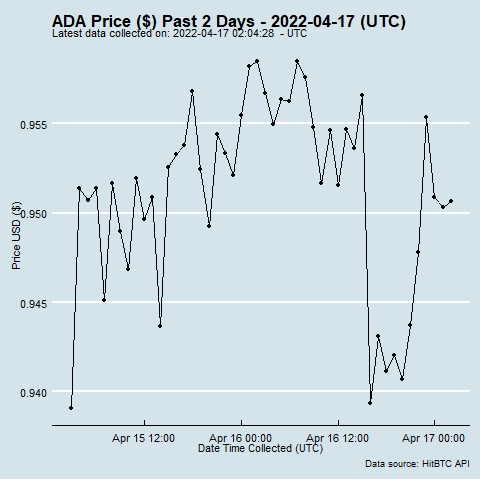 ADA Price ($) Past 2 Days - 2022-04-17 (UTC)
Latest data collected on: 2022-04-17 02:04:28 - UTC
0.955
0.950
0.945
0.940
Price USD ($)
Apr 15 12:00 Apr 16 00:00 Apr 16 12:00 Apr 17 00:00
Date Time Collected (UTC)
Data source: HitBTC API